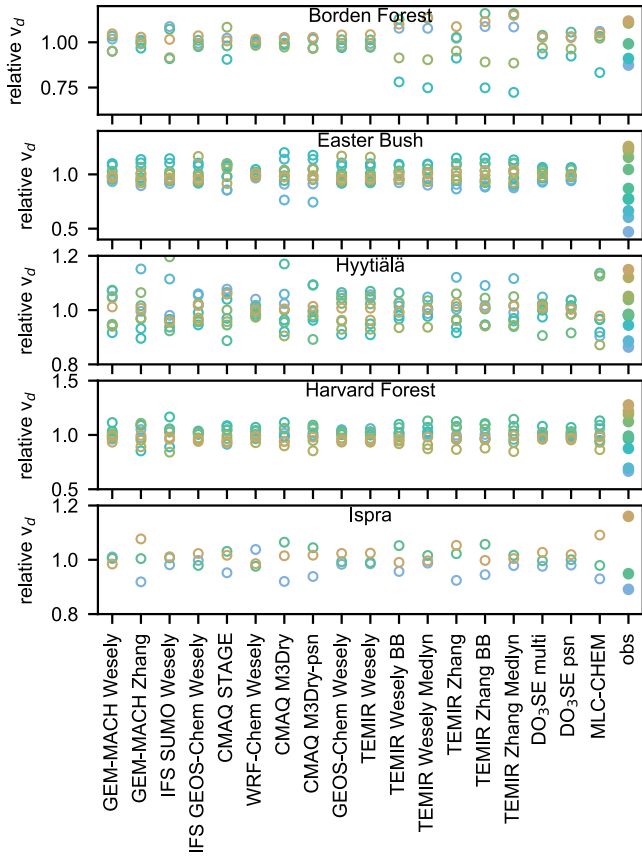 Borden Forest
relative v_d
1.00
0.75
Easter Bush
relative v_d
1.0
0.5
Hyytiälä
relative v_d
1.2
1.0
0.8
Harvard Forest
relative v_d
1.5
1.0
0.5
Ispra
relative v_d
1.2
1.0
0.8
GEM-MACH Wesely
GEM-MACH Zhang
IFS SUMO Wesely
IFS GEOS-Chem Wesely
CMAQ STAGE
WRF-Chem Wesely
CMAQ M3Dry
CMAQ M3Dry-psn
GEOS-Chem Wesely
TEMIR Wesely
TEMIR Wesely BB
TEMIR Wesely Medlyn
TEMIR Zhang
TEMIR Zhang BB
TEMIR Zhang Medlyn
DO₃SE multi
DO₃SE psn
MLC-CHEM
obs